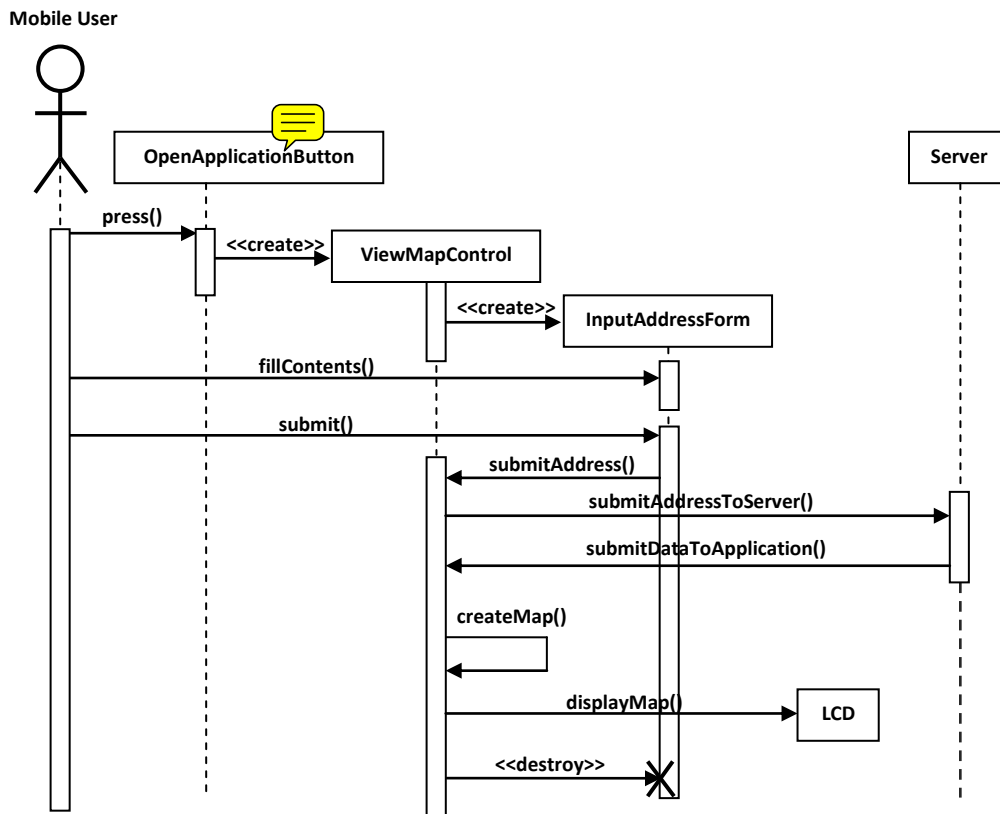 Mobile User
OpenApplicationButton
Server
press()
<<create>>
ViewMapControl
<<create>>
InputAddressForm
fillContents()
submit()
submitAddress()
submitAddressToServer()
submitDataToApplication()
createMap()
displayMap()
LCD
<<destroy>>